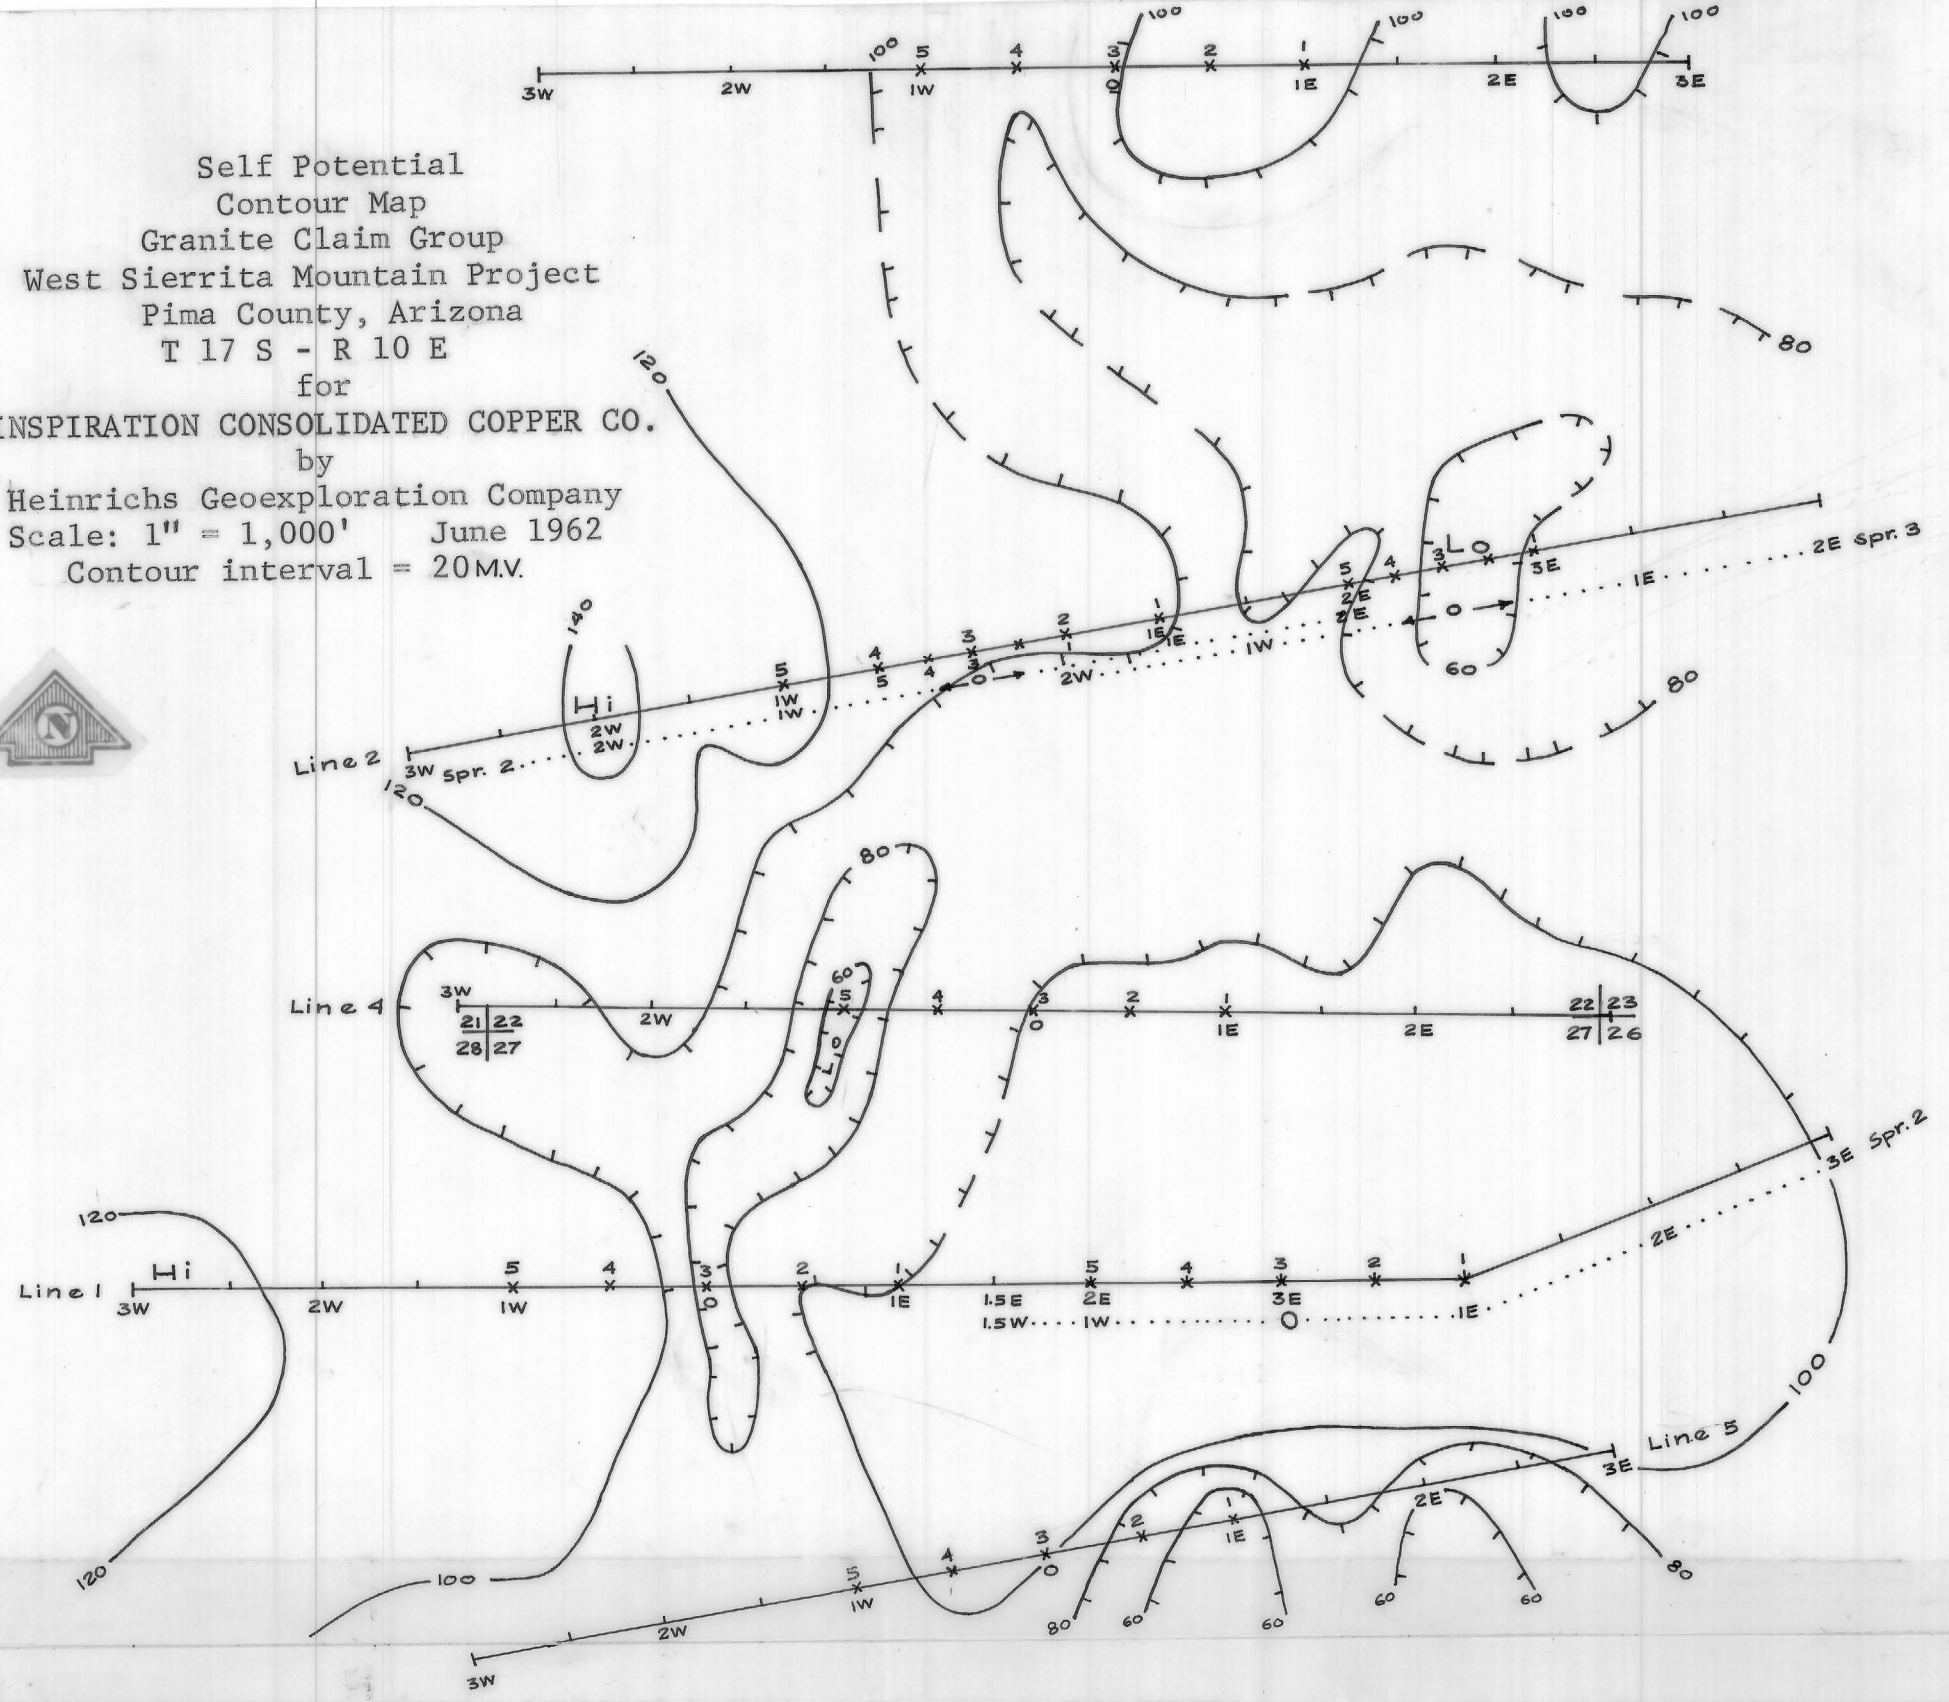 100 100 100 100 100
5 4 3 2 1
3W 2W 1W 0 1E 2E 3E
Self Potential
Contour Map
Granite Claim Group
West Sierrita Mountain Project
Pima County, Arizona
T 17 S - R 10 E
for
INSPIRATION CONSOLIDATED COPPER CO.
by
Heinrichs Geoexploration Company
Scale: 1" = 1,000' June 1962
Contour interval = 20 M.V.
80
120
N
140
Hi
Lo
5 4 3 2 1 5 4 3 1
Line 2 3W 2W 1W 1E 2E 3E
5 4 3
Spr. 2 2W 1W 0 1E 2E
2W 1W 0 1E 2E Spr. 3
60
80
120
80
60
Lo
5 4 3 2 1
Line 4 3W 2W 0 1E 2E
21 22
28 27
22 23
27 26
120
Hi
5 4 3 2 1 5 4 3 2 1
Line 1 3W 2W 1W 0 1E 1.5E 2E 3E
1.5W 1W 0 1E 2E 3E Spr. 2
100
120
100
Line 5
5 4 3 2 1
3W 2W 1W 0 1E 2E 3E
80 60 60 60 60 80